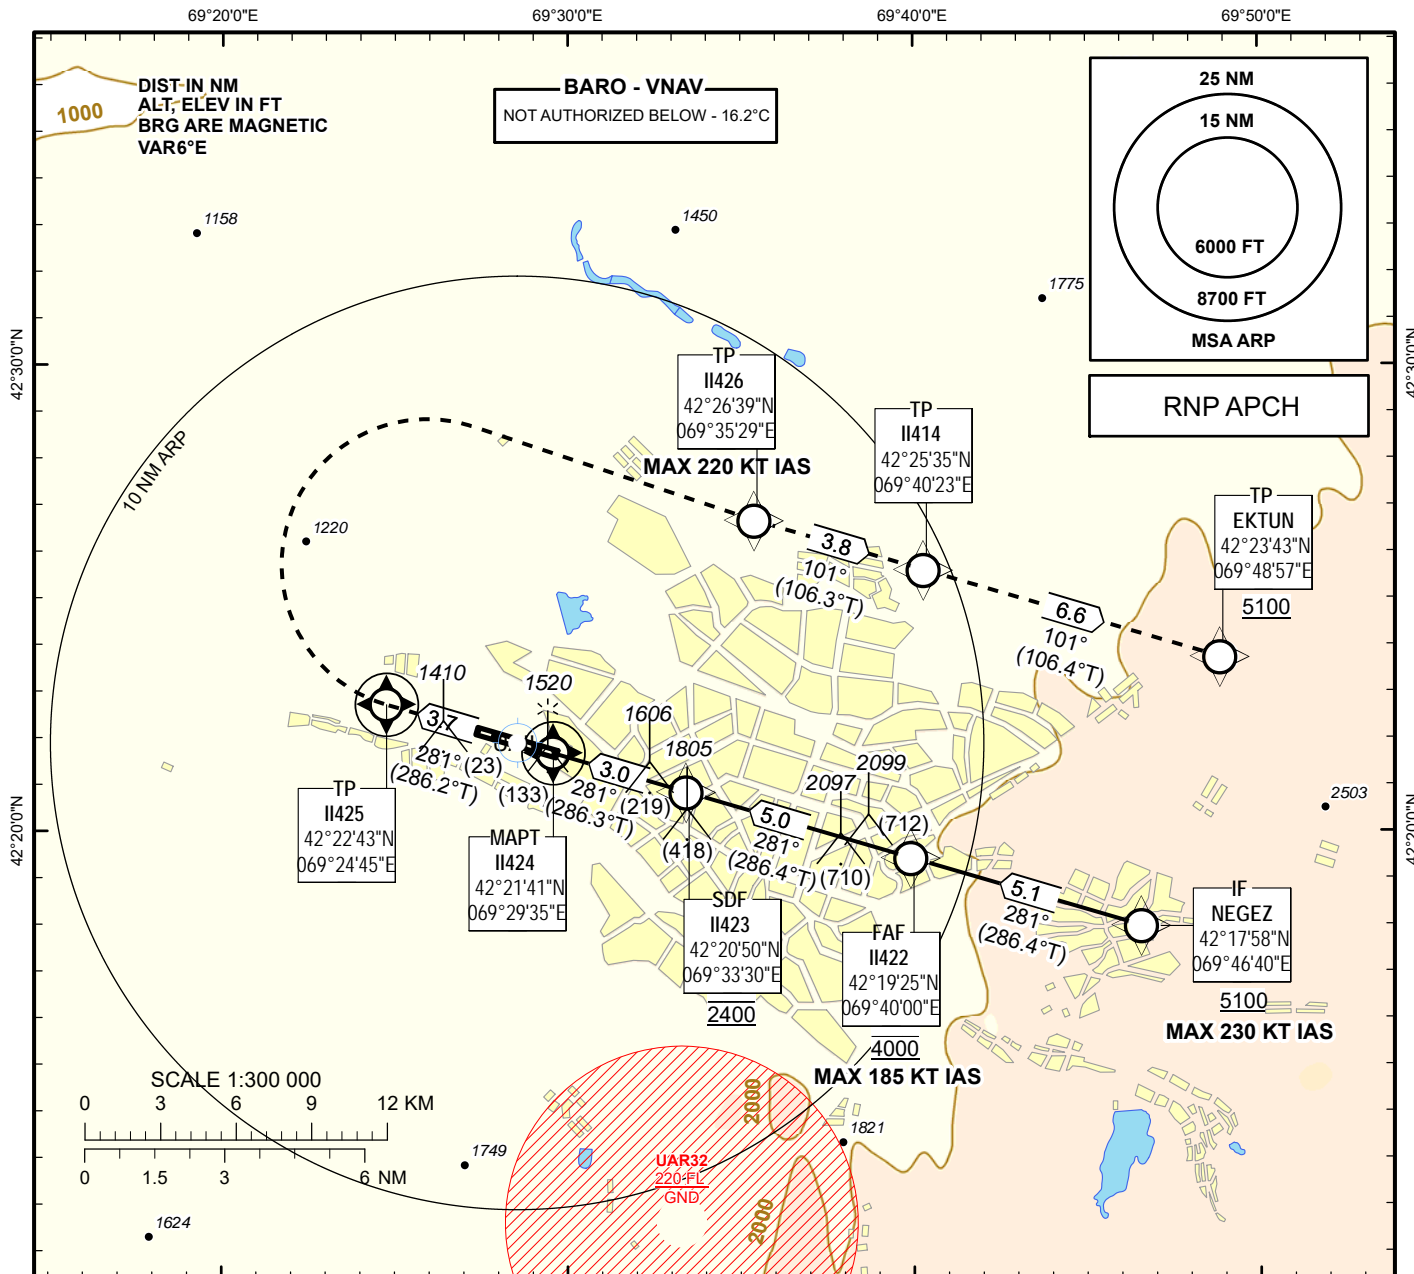 69°20'0"E
69°30'0"E
69°40'0"E
69°50'0"E
DIST IN NM
ALT, ELEV IN FT
BRG ARE MAGNETIC
VAR6°E
1000
BARO - VNAV
NOT AUTHORIZED BELOW - 16.2°C
25 NM
15 NM
6000 FT
8700 FT
MSA ARP
RNP APCH
1158
1450
1775
42°30'0"N
42°30'0"N
10 NM ARP
TP
II426
42°26'39"N
069°35'29"E
MAX 220 KT IAS
TP
II414
42°25'35"N
069°40'23"E
TP
EKTUN
42°23'43"N
069°48'57"E
5100
1220
3.8
101°
(106.3°T)
6.6
101°
(106.4°T)
1410
1520
1606
1805
2097
2099
3.7
281°
(286.2°T)
(23)
(133)
3.0
281°
(286.3°T)
(219)
(418)
5.0
281°
(286.4°T)
(710)
(712)
5.1
281°
(286.4°T)
2503
42°20'0"N
42°20'0"N
TP
II425
42°22'43"N
069°24'45"E
MAPT
II424
42°21'41"N
069°29'35"E
SDF
II423
42°20'50"N
069°33'30"E
2400
FAF
II422
42°19'25"N
069°40'00"E
4000
MAX 185 KT IAS
IF
NEGEZ
42°17'58"N
069°46'40"E
5100
MAX 230 KT IAS
SCALE 1:300 000
0 3 6 9 12 KM
0 1.5 3 6 NM
1749
1624
1821
2000
2000
UAR32
220 FL
GND